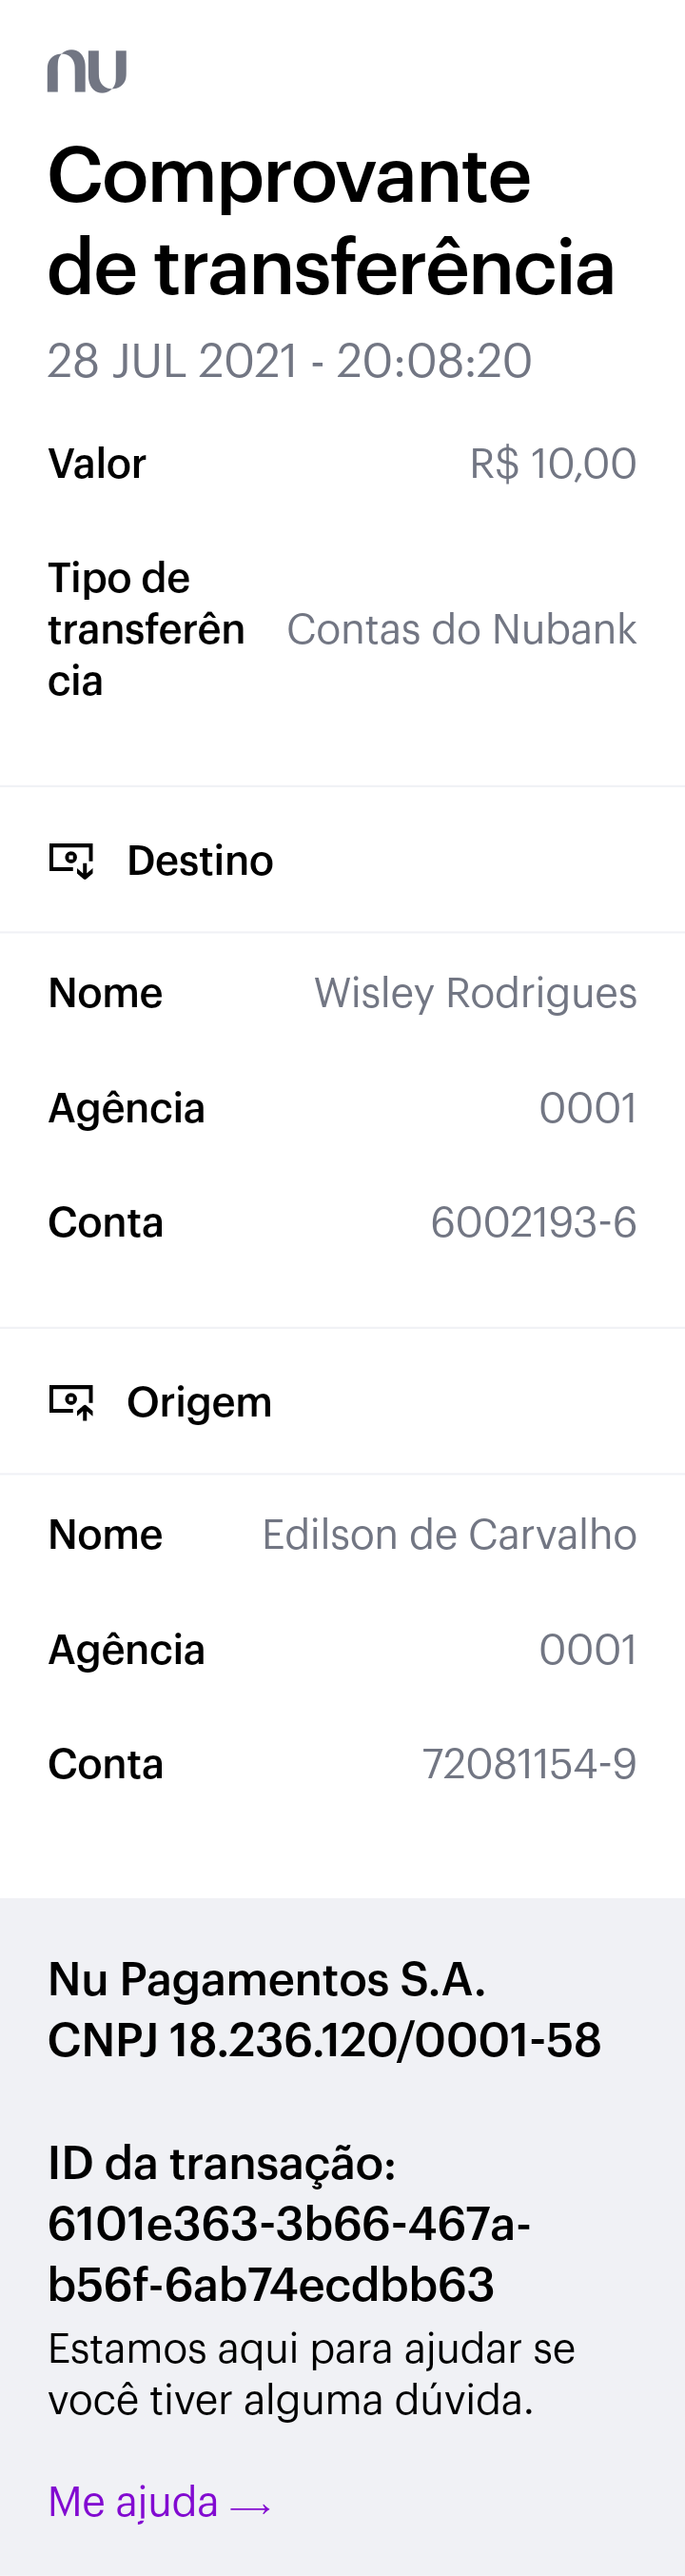 nu
Comprovante
de transferência
28 JUL 2021 - 20:08:20
Valor R$ 10,00
Tipo de
transferên Contas do Nubank
cia
Destino
Nome Wisley Rodrigues
Agência 0001
Conta 6002193-6
Origem
Nome Edilson de Carvalho
Agência 0001
Conta 72081154-9
Nu Pagamentos S.A.
CNPJ 18.236.120/0001-58
ID da transação:
6101e363-3b66-467a-
b56f-6ab74ecdbb63
Estamos aqui para ajudar se
você tiver alguma dúvida.
Me ajuda →